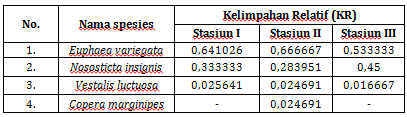 No. Nama spesies Kelimpahan Relatif (KR)
Stasiun I Stasiun II Stasiun III
1. Euphaea variegata 0,641026 0,666667 0,533333
2. Nososticta insignis 0,333333 0,283951 0,45
3. Vestalis luctuosa 0,025641 0,024691 0,016667
4. Copera marginipes - 0,024691 -